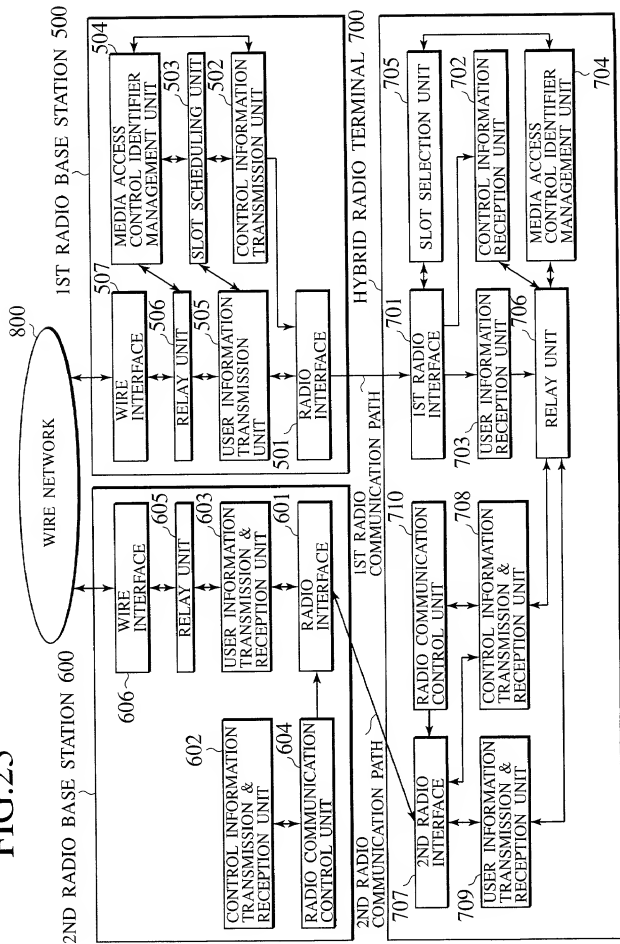 FIG.23
WIRE NETWORK
800
2ND RADIO BASE STATION 600
WIRE
INTERFACE
606
RELAY UNIT
605
USER INFORMATION
TRANSMISSION &
RECEPTION UNIT
603
RADIO
INTERFACE
601
CONTROL INFORMATION
TRANSMISSION &
RECEPTION UNIT
602
RADIO COMMUNICATION
CONTROL UNIT
604
1ST RADIO BASE STATION 500
WIRE
INTERFACE
507
RELAY UNIT
506
USER INFORMATION
TRANSMISSION
UNIT
505
RADIO INTERFACE
501
MEDIA ACCESS
CONTROL IDENTIFIER
MANAGEMENT UNIT
504
SLOT SCHEDULING UNIT
503
CONTROL INFORMATION
TRANSMISSION UNIT
502
2ND RADIO
COMMUNICATION PATH
1ST RADIO
COMMUNICATION PATH
HYBRID RADIO TERMINAL 700
2ND RADIO
INTERFACE
707
USER INFORMATION
TRANSMISSION &
RECEPTION UNIT
709
RADIO COMMUNICATION
CONTROL UNIT
710
CONTROL INFORMATION
TRANSMISSION &
RECEPTION UNIT
708
1ST RADIO
INTERFACE
701
USER INFORMATION
RECEPTION UNIT
703
RELAY UNIT
706
SLOT SELECTION UNIT
705
CONTROL INFORMATION
RECEPTION UNIT
702
MEDIA ACCESS
CONTROL IDENTIFIER
MANAGEMENT UNIT
704